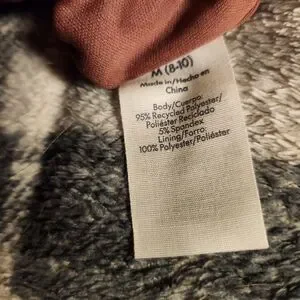 M (8-10)
Made in/Hecho en
China
Body/Cuerpo:
95% Recycled Polyester/
Poliéster Reciclado
5% Spandex
Lining/Forro:
100% Polyester/Poliéster